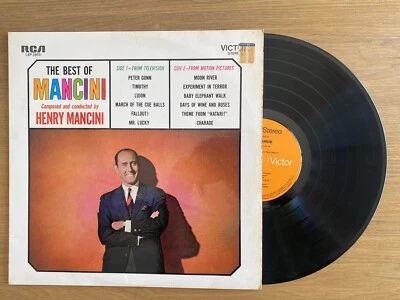 RCA
LSP-2693
VICTOR
STEREO
THE BEST OF
MANCINI
Composed and conducted by
HENRY MANCINI
SIDE 1—FROM TELEVISION
PETER GUNN
TIMOTHY
LUJON
MARCH OF THE CUE BALLS
FALLOUT!
MR. LUCKY
SIDE 2—FROM MOTION PICTURES
MOON RIVER
EXPERIMENT IN TERROR
BABY ELEPHANT WALK
DAYS OF WINE AND ROSES
THEME FROM "HATARI!"
CHARADE
Stereo
Victor